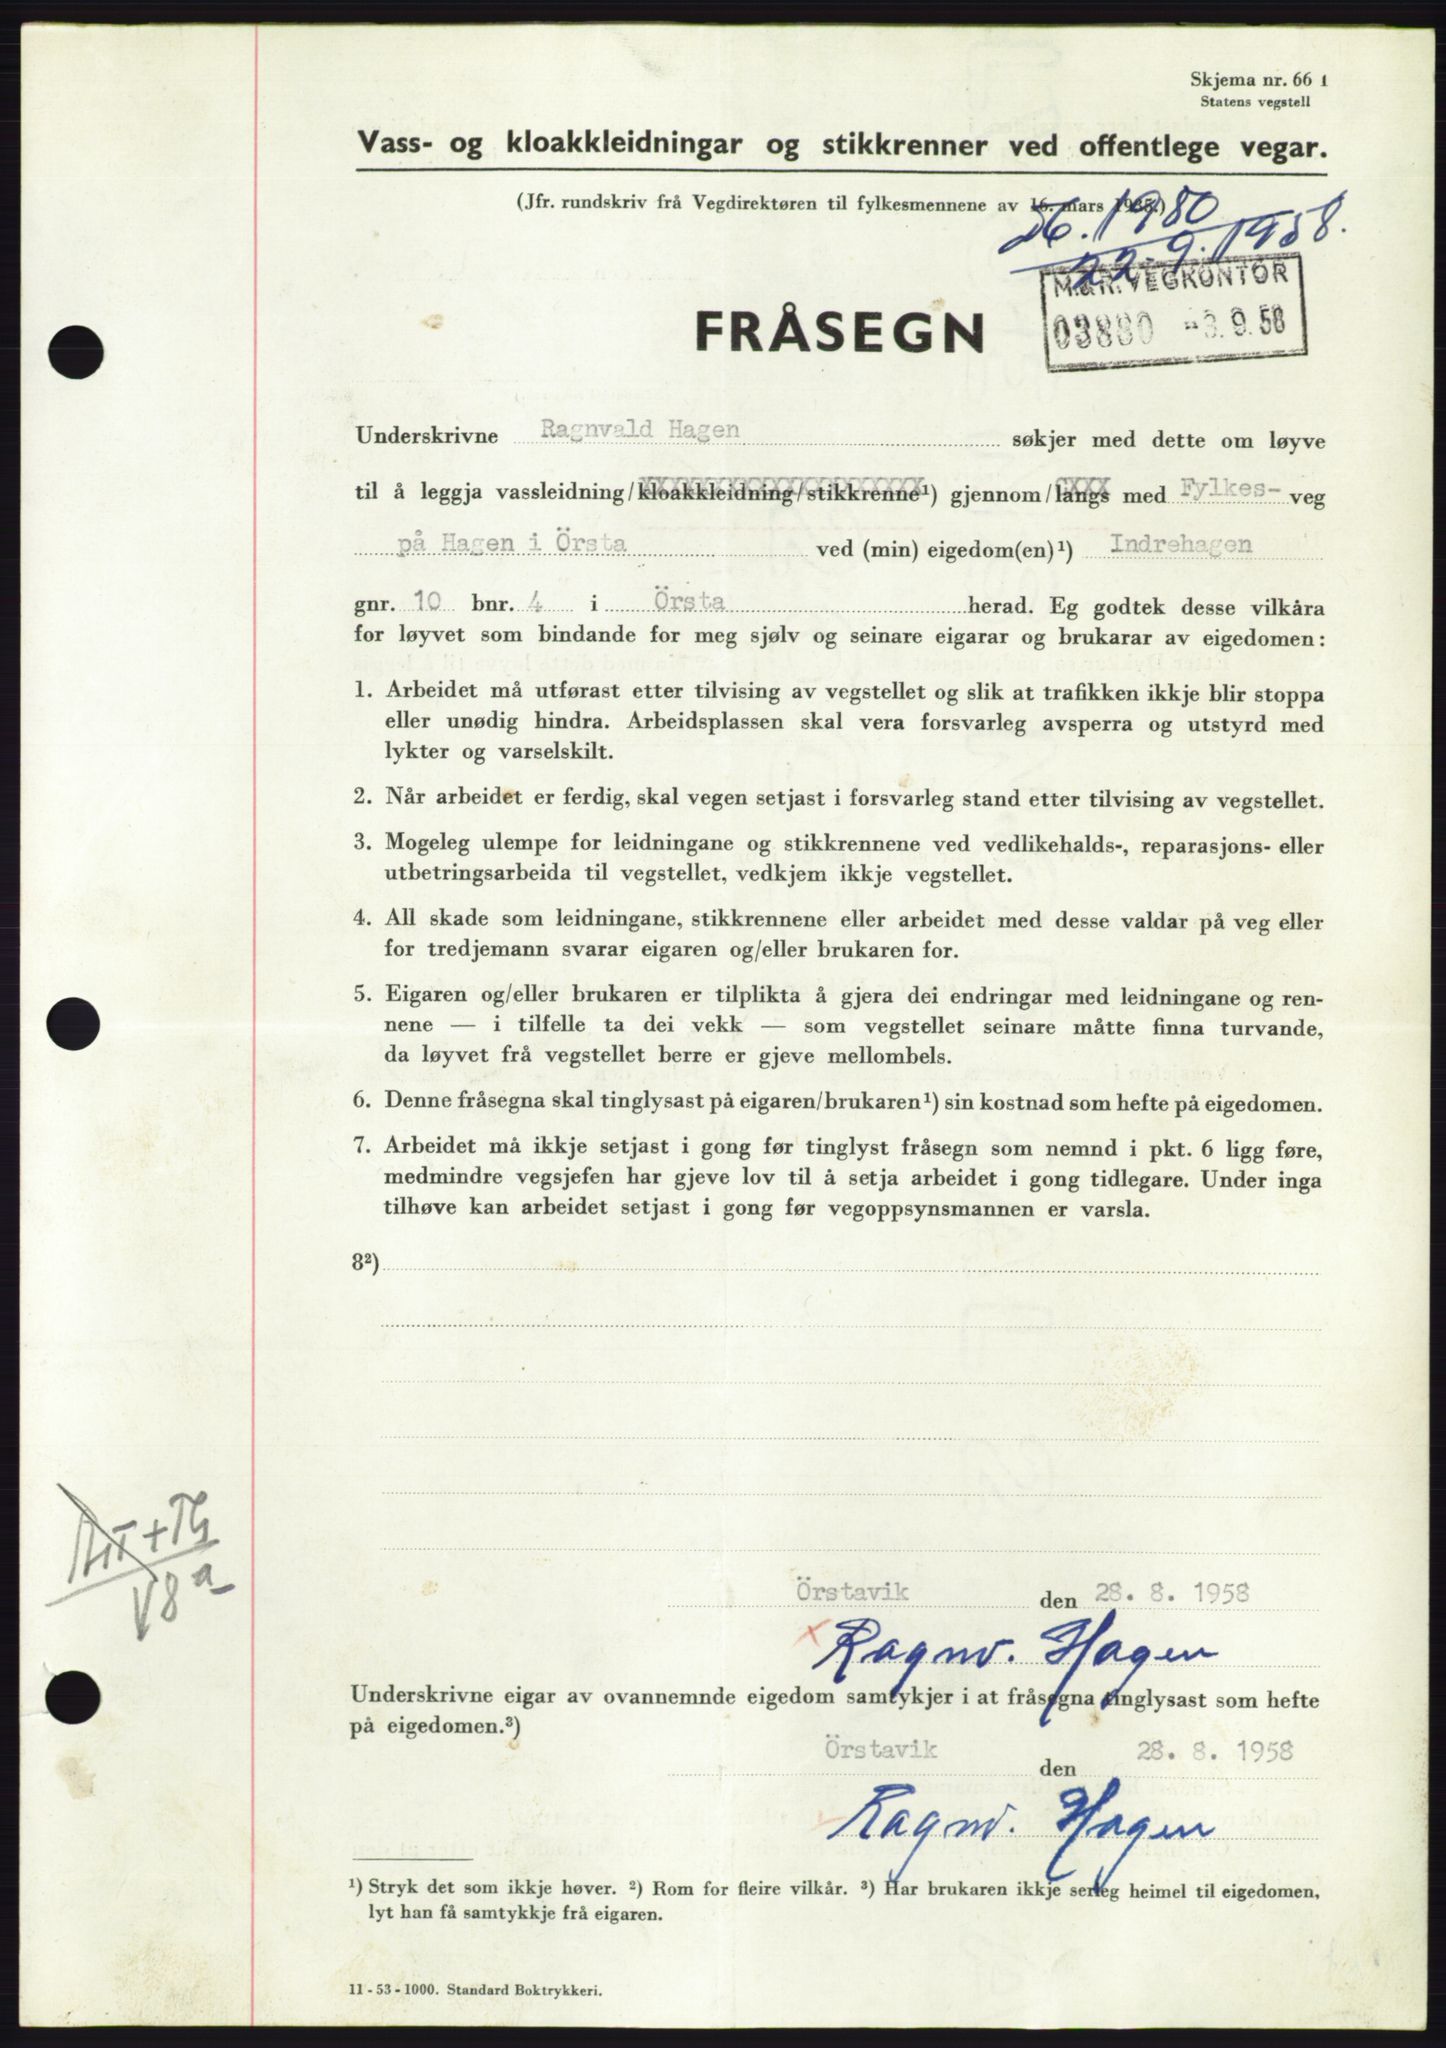 Skjema nr. 66 1
Statens vegstell
Vass- og kloakkleidningar og stikkrenner ved offentlege vegar.
(Jfr. rundskriv frå Vegdirektøren til fylkesmennene av 16. mars 1935.)
1980
22.9.1958.
M.&R. VEGKONTOR
FRÅSEGN
03880 -3.9.58
Underskrivne Ragnvald Hagen søkjer med dette om løyve
til å leggja vassleidning/kloakkleidning/stikkrenne¹) gjennom/langs med Fylkes- veg
på Hagen i Örsta ved (min) eigedom(en)¹) Indrehagen
gnr. 10 bnr. 4 i Örsta herad. Eg godtek desse vilkåra
for løyvet som bindande for meg sjølv og seinare eigarar og brukarar av eigedomen:
1. Arbeidet må utførast etter tilvising av vegstellet og slik at trafikken ikkje blir stoppa
eller unødig hindra. Arbeidsplassen skal vera forsvarleg avsperra og utstyrd med
lykter og varselskilt.
2. Når arbeidet er ferdig, skal vegen setjast i forsvarleg stand etter tilvising av vegstellet.
3. Mogeleg ulempe for leidningane og stikkrennene ved vedlikehalds-, reparasjons- eller
utbetringsarbeida til vegstellet, vedkjem ikkje vegstellet.
4. All skade som leidningane, stikkrennene eller arbeidet med desse valdar på veg eller
for tredjemann svarar eigaren og/eller brukaren for.
5. Eigaren og/eller brukaren er tilplikta å gjera dei endringar med leidningane og ren-
nene — i tilfelle ta dei vekk — som vegstellet seinare måtte finna turvande,
da løyvet frå vegstellet berre er gjeve mellombels.
6. Denne fråsegna skal tinglysast på eigaren/brukaren¹) sin kostnad som hefte på eigedomen.
7. Arbeidet må ikkje setjast i gong før tinglyst fråsegn som nemnd i pkt. 6 ligg føre,
medmindre vegsjefen har gjeve lov til å setja arbeidet i gong tidlegare. Under inga
tilhøve kan arbeidet setjast i gong før vegoppsynsmannen er varsla.
8²)
Örstavik den 28. 8. 1958
Ragnv. Hagen
Underskrivne eigar av ovannemnde eigedom samtykjer i at fråsegna tinglysast som hefte
på eigedomen.³)
Örstavik den 28. 8. 1958
Ragnv. Hagen
¹) Stryk det som ikkje høver. ²) Rom for fleire vilkår. ³) Har brukaren ikkje serleg heimel til eigedomen,
lyt han få samtykkje frå eigaren.
11 - 53 - 1000. Standard Boktrykkeri.